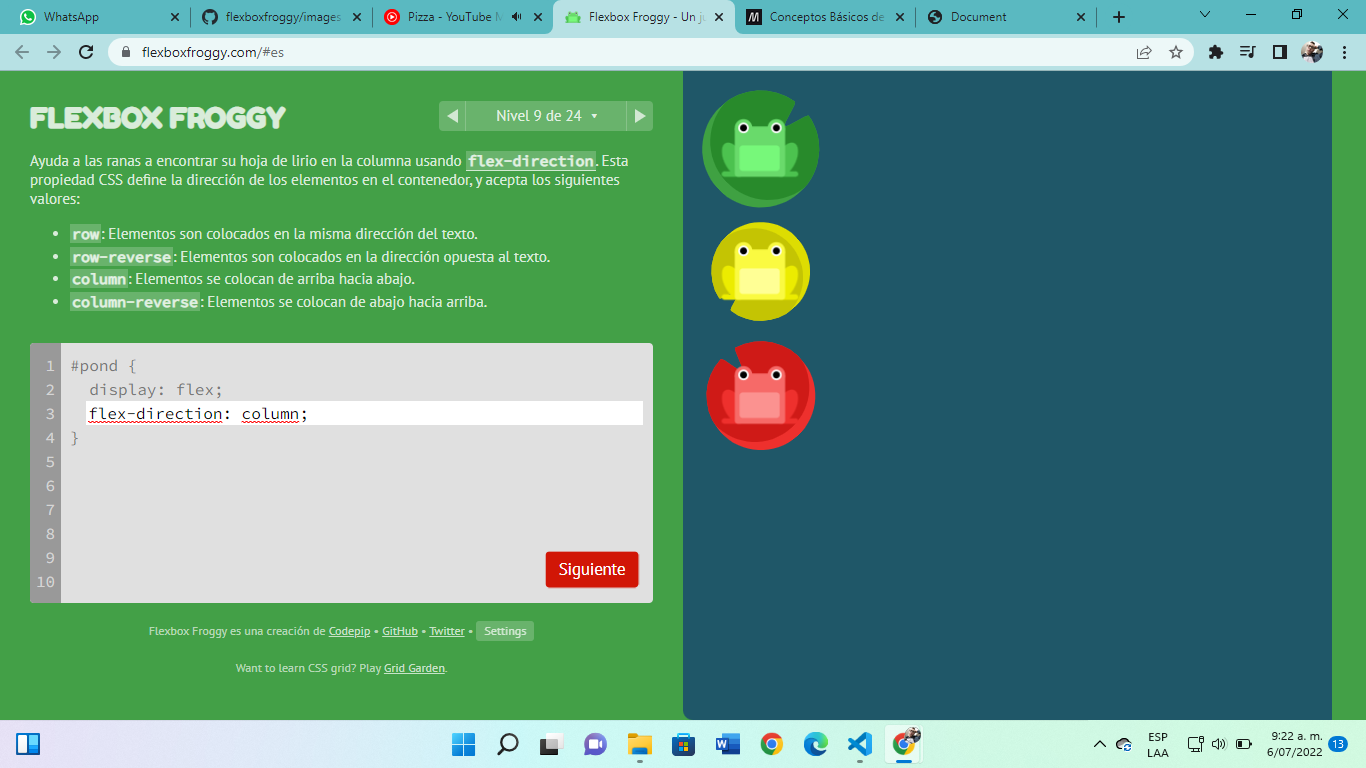 WhatsApp
flexboxfroggy/images
Pizza - YouTube M
Flexbox Froggy - Un ju
Conceptos Básicos de
Document
flexboxfroggy.com/#es
FLEXBOX FROGGY
Nivel 9 de 24 ▾
Ayuda a las ranas a encontrar su hoja de lirio en la columna usando flex-direction. Esta
propiedad CSS define la dirección de los elementos en el contenedor, y acepta los siguientes
valores:
• row: Elementos son colocados en la misma dirección del texto.
• row-reverse: Elementos son colocados en la dirección opuesta al texto.
• column: Elementos se colocan de arriba hacia abajo.
• column-reverse: Elementos se colocan de abajo hacia arriba.
1 #pond {
2 display: flex;
3 flex-direction: column;
4 }
5
6
7
8
9
10
Siguiente
Flexbox Froggy es una creación de Codepip • GitHub • Twitter • Settings
Want to learn CSS grid? Play Grid Garden.
ESP
LAA
9:22 a. m.
6/07/2022
13